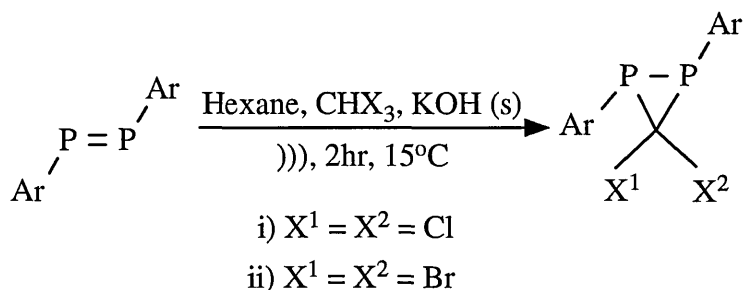 Ar
P = P
Ar
Hexane, CHX₃, KOH (s)
))), 2hr, 15°C
i) X¹ = X² = Cl
ii) X¹ = X² = Br
Ar
P – P
Ar
X¹ X²